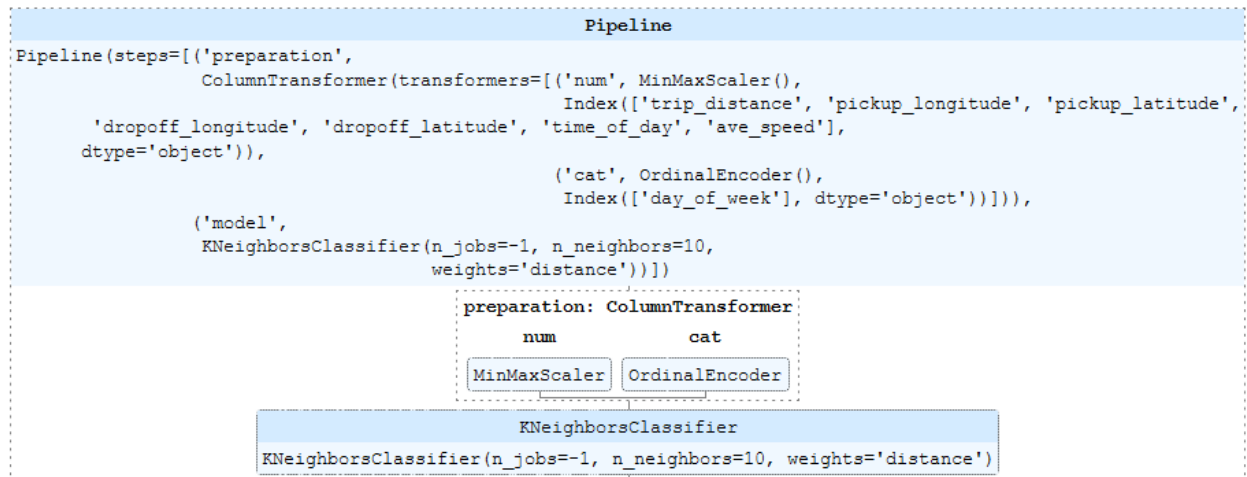 Pipeline
Pipeline(steps=[('preparation',
ColumnTransformer(transformers=[('num', MinMaxScaler(),
Index(['trip_distance', 'pickup_longitude', 'pickup_latitude',
'dropoff_longitude', 'dropoff_latitude', 'time_of_day', 'ave_speed'],
dtype='object')),
('cat', OrdinalEncoder(),
Index(['day_of_week'], dtype='object'))])),
('model',
KNeighborsClassifier(n_jobs=-1, n_neighbors=10,
weights='distance'))])
preparation: ColumnTransformer
num cat
MinMaxScaler OrdinalEncoder
KNeighborsClassifier
KNeighborsClassifier(n_jobs=-1, n_neighbors=10, weights='distance')